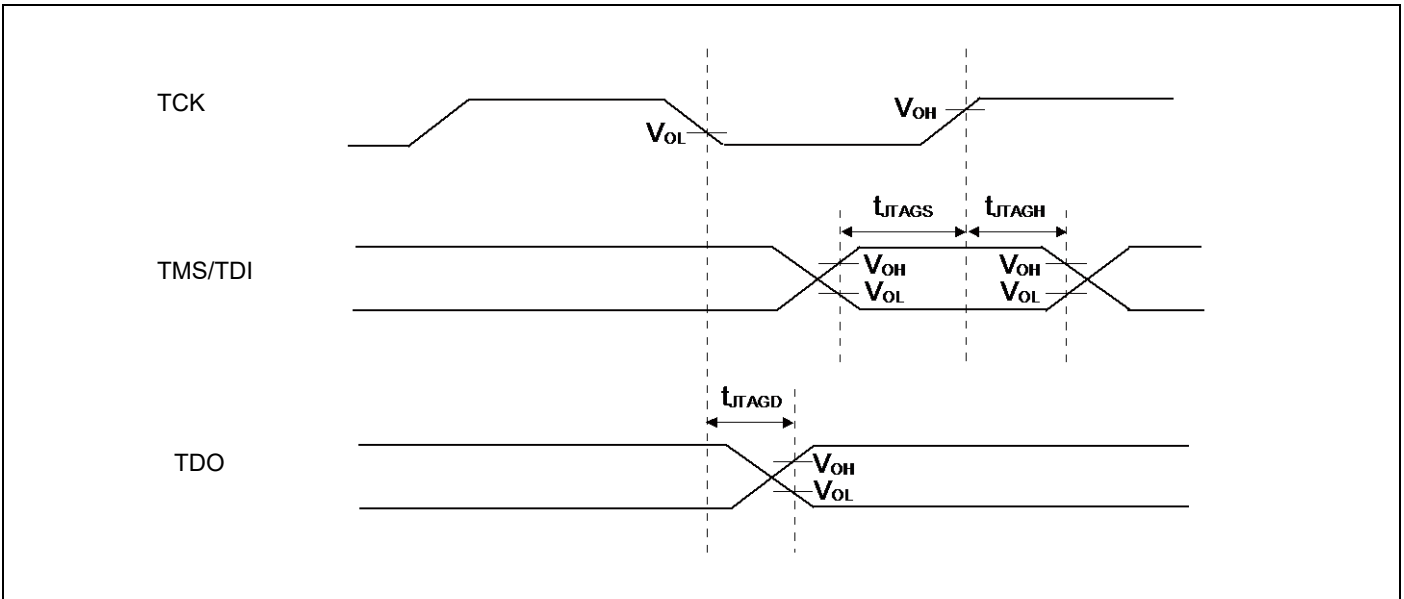 TCK
VOL
VOH
tJTAGS tJTAGH
TMS/TDI
VOH VOH
VOL VOL
tJTAGD
TDO
VOH
VOL